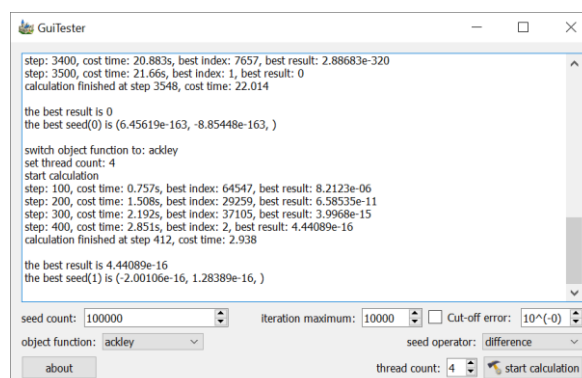 GuiTester
step: 3400, cost time: 20.883s, best index: 7657, best result: 2.88683e-320
step: 3500, cost time: 21.66s, best index: 1, best result: 0
calculation finished at step 3548, cost time: 22.014
the best result is 0
the best seed(0) is (6.45619e-163, -8.85448e-163, )
switch object function to: ackley
set thread count: 4
start calculation
step: 100, cost time: 0.757s, best index: 64547, best result: 8.2123e-06
step: 200, cost time: 1.508s, best index: 29259, best result: 6.58535e-11
step: 300, cost time: 2.192s, best index: 37105, best result: 3.9968e-15
step: 400, cost time: 2.851s, best index: 2, best result: 4.44089e-16
calculation finished at step 412, cost time: 2.938
the best result is 4.44089e-16
the best seed(1) is (-2.00106e-16, 1.28389e-16, )
seed count: 100000 iteration maximum: 10000 Cut-off error: 10^(-0)
object function: ackley seed operator: difference
about thread count: 4 start calculation